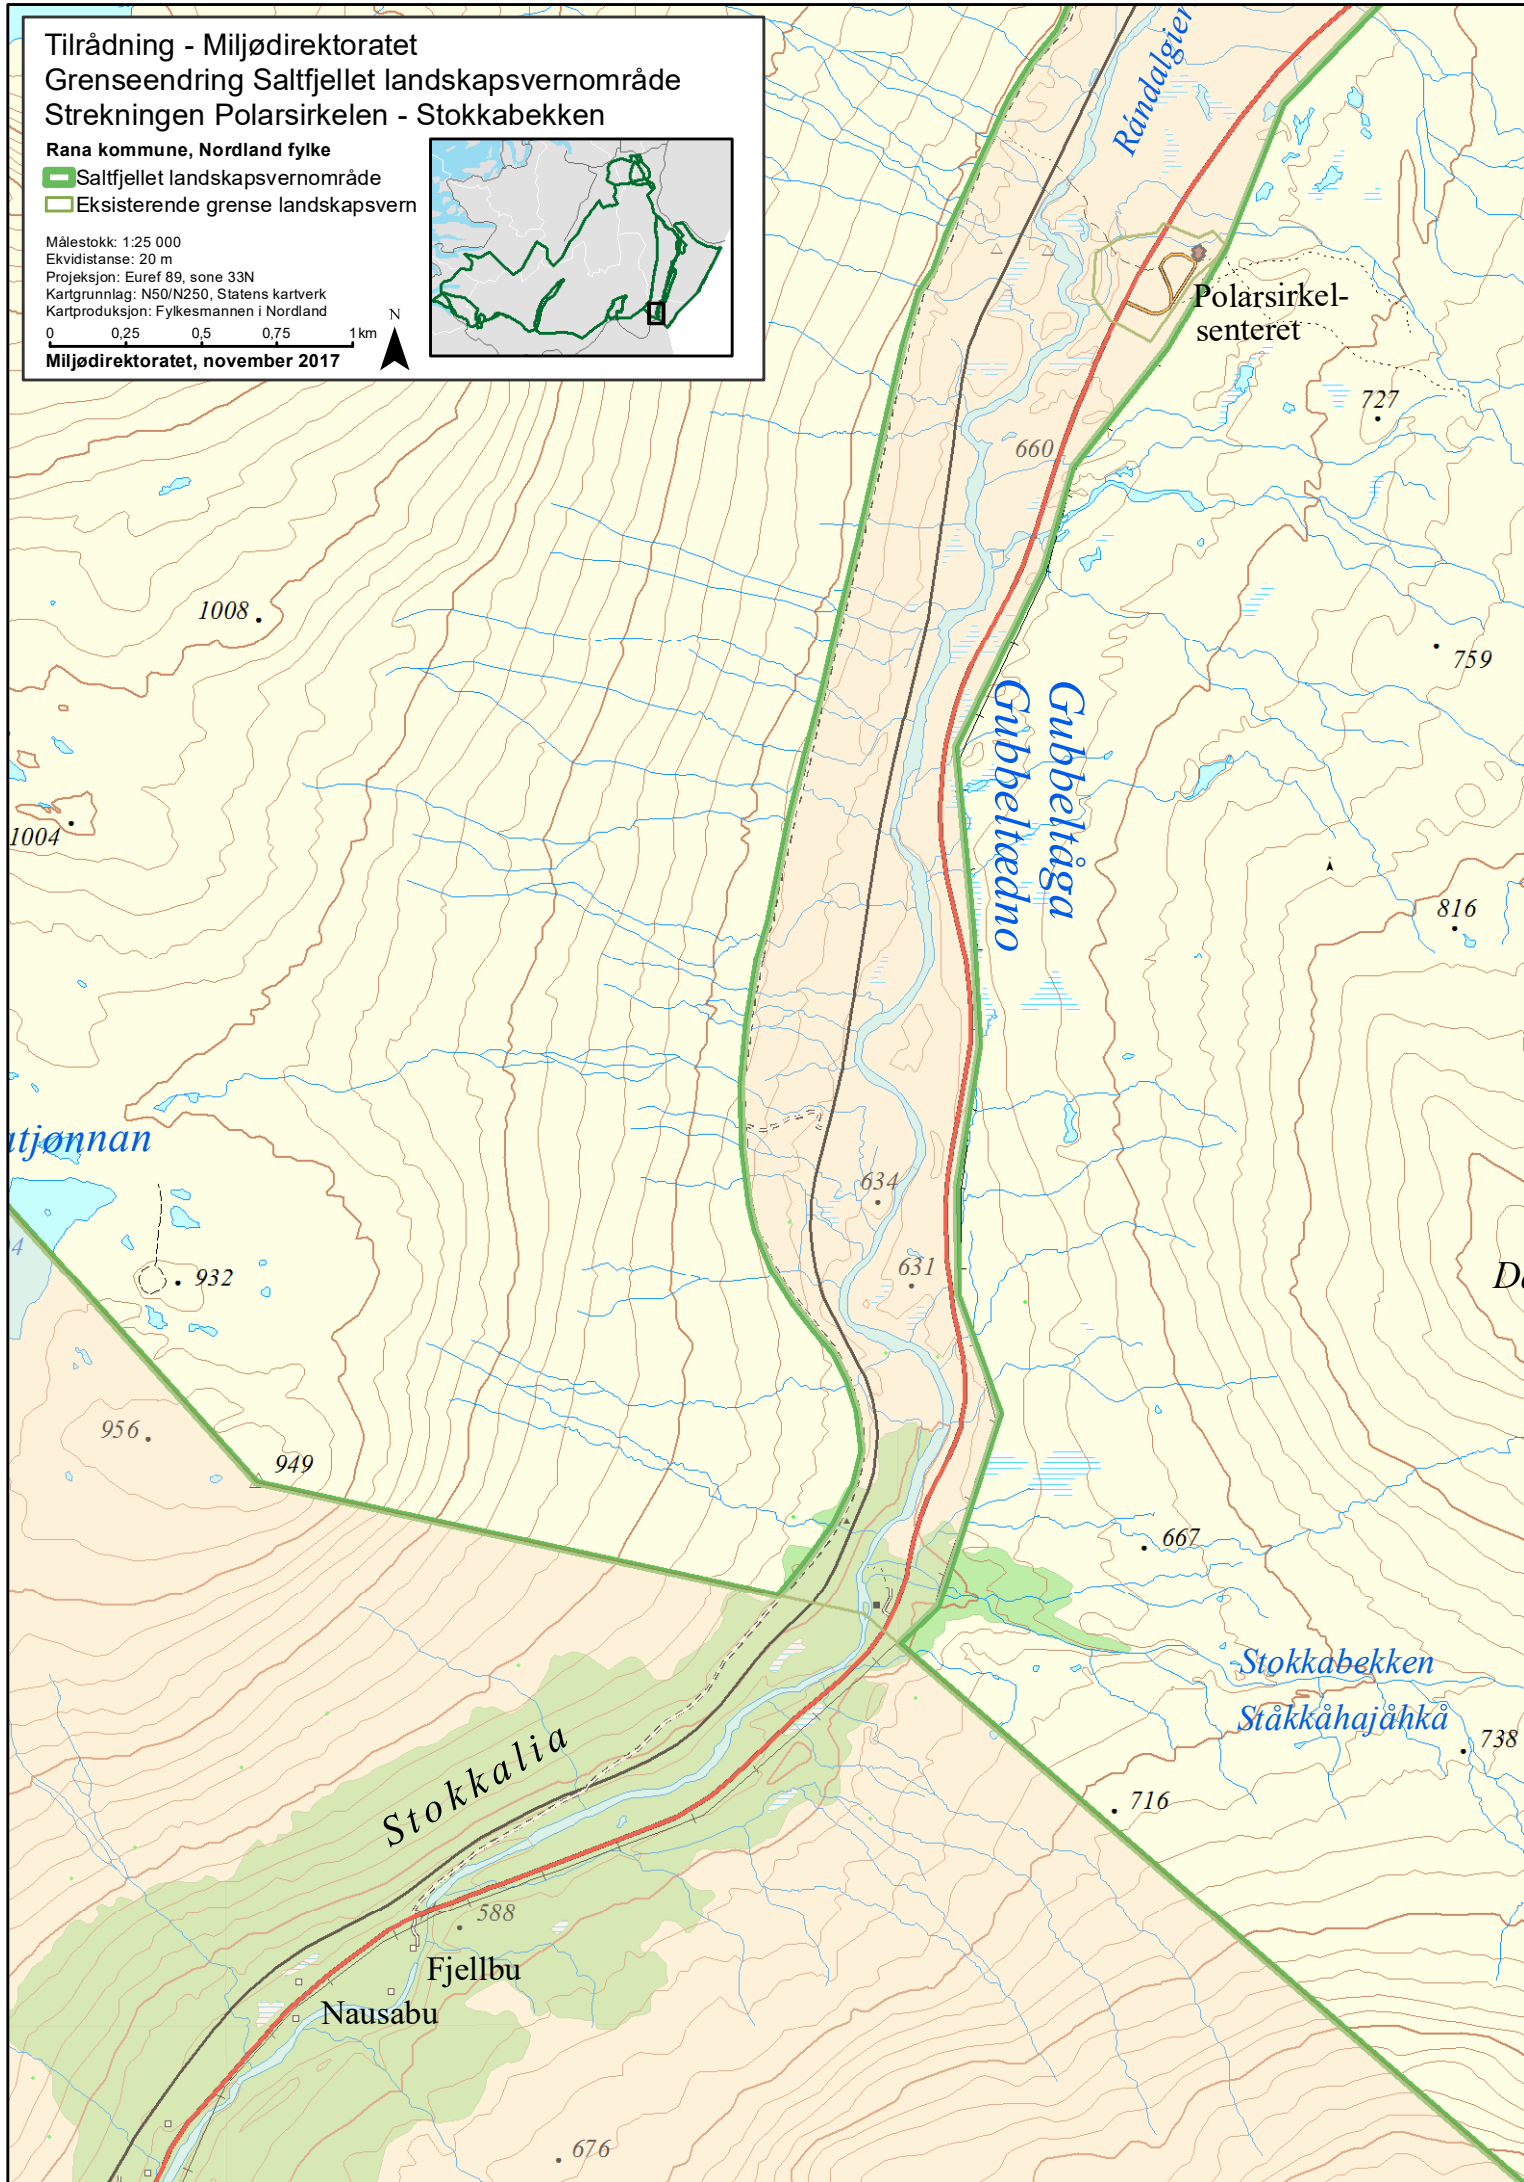 Tilrådning - Miljødirektoratet
Grenseendring Saltfjellet landskapsvernområde
Strekningen Polarsirkelen - Stokkabekken
Rana kommune, Nordland fylke
Saltfjellet landskapsvernområde
Eksisterende grense landskapsvern
Målestokk: 1:25 000
Ekvidistanse: 20 m
Projeksjon: Euref 89, sone 33N
Kartgrunnlag: N50/N250, Statens kartverk
Kartproduksjon: Fylkesmannen i Nordland
0 0,25 0,5 0,75 1 km
N
Miljødirektoratet, november 2017
Rándalgier
Polarsirkel-
senteret
727
660
1008
759
Gubbeltåga
Gubbeltædno
1004
816
tjønnan
634
4
932
631
956
949
667
Stokkabekken
Ståkkåhajåhkå
738
716
Stokkalia
588
Fjellbu
Nausabu
676